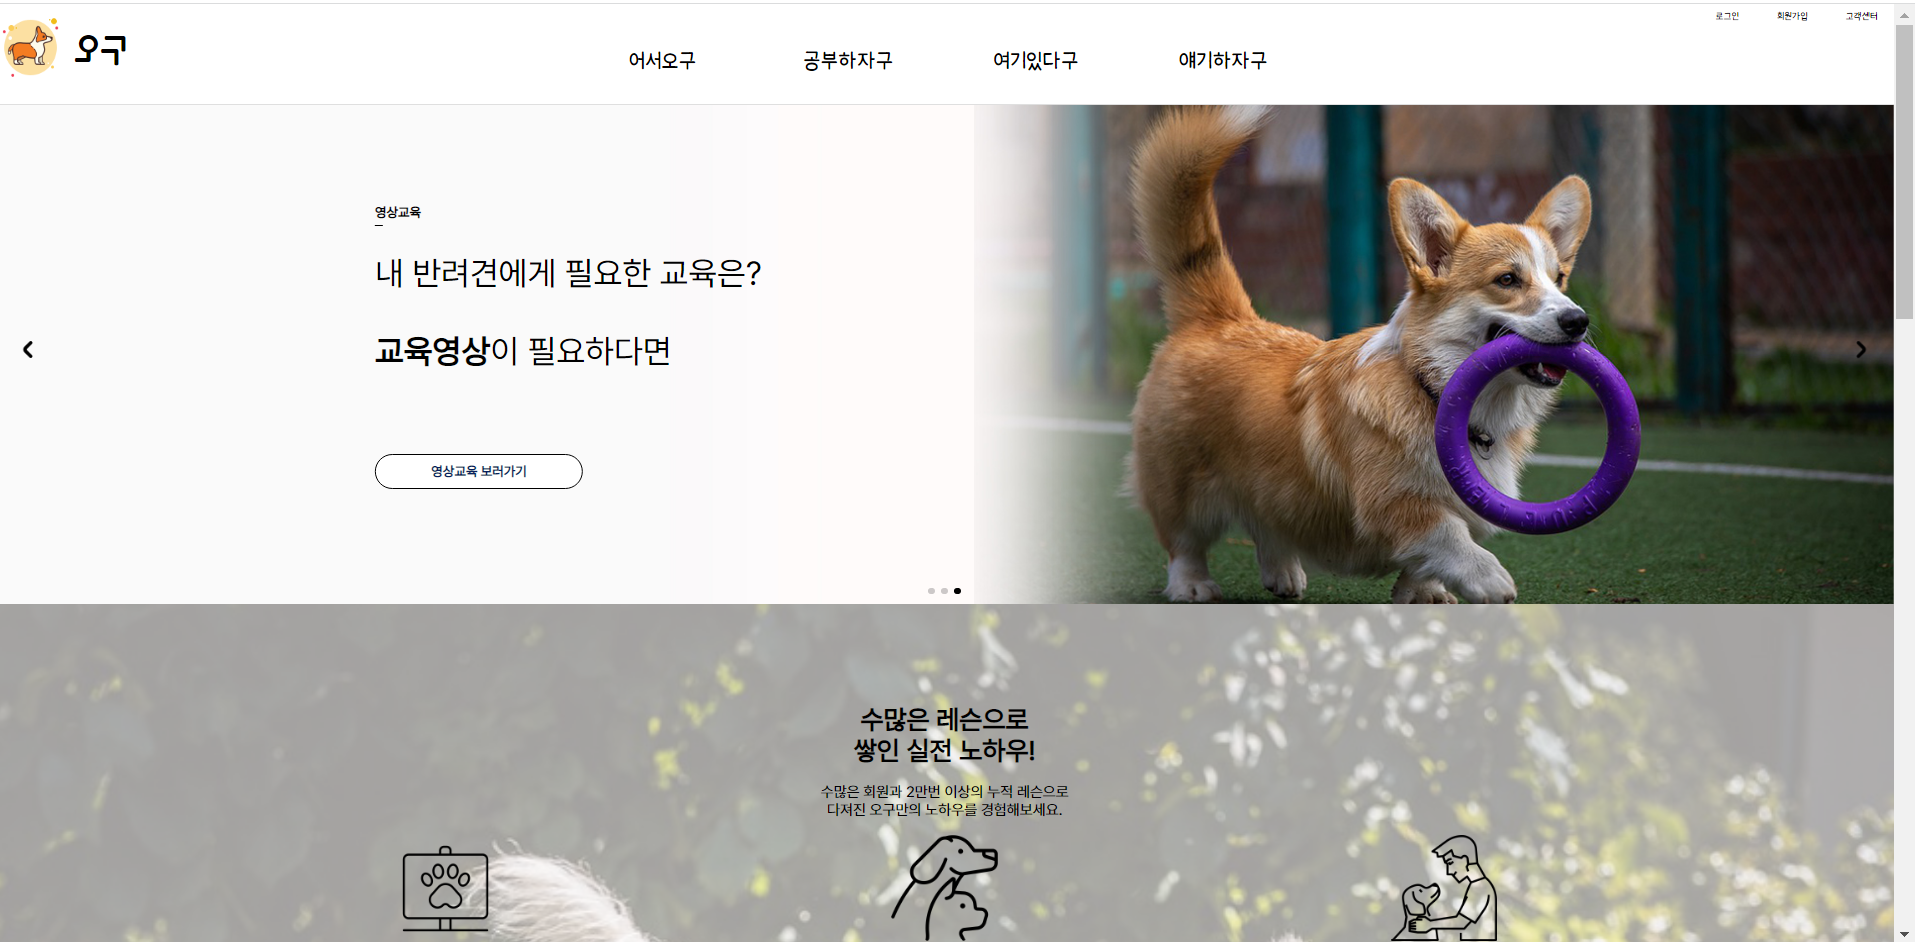 로그인 회원가입 고객센터
오구
어서오구 공부하자구 여기있다구 얘기하자구
영상교육
내 반려견에게 필요한 교육은?
교육영상이 필요하다면
영상교육 보러가기
수많은 레슨으로
쌓인 실전 노하우!
수많은 회원과 2만번 이상의 누적 레슨으로
다져진 오구만의 노하우를 경험해보세요.